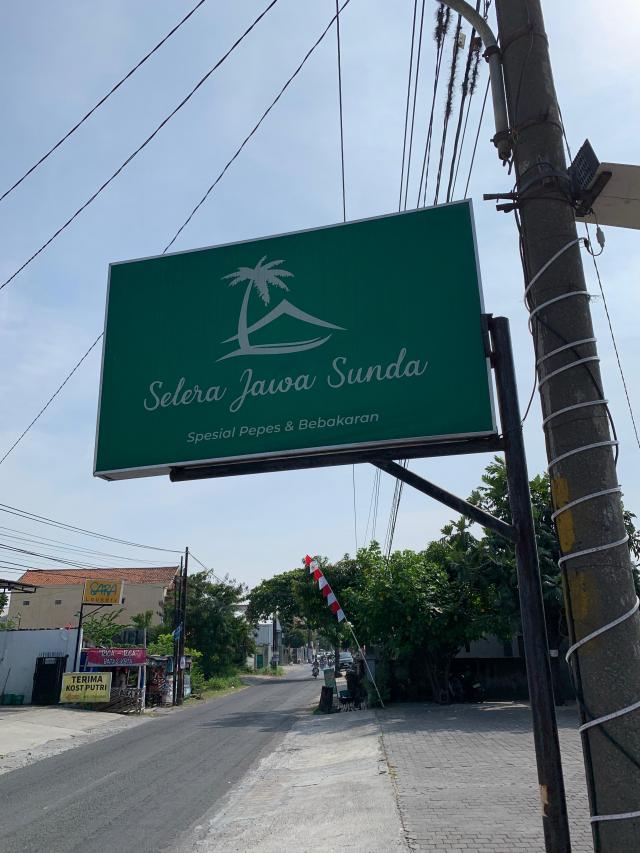 Selera Jawa Sunda
Spesial Pepes & Bebakaran
TERIMA
KOST PUTRI